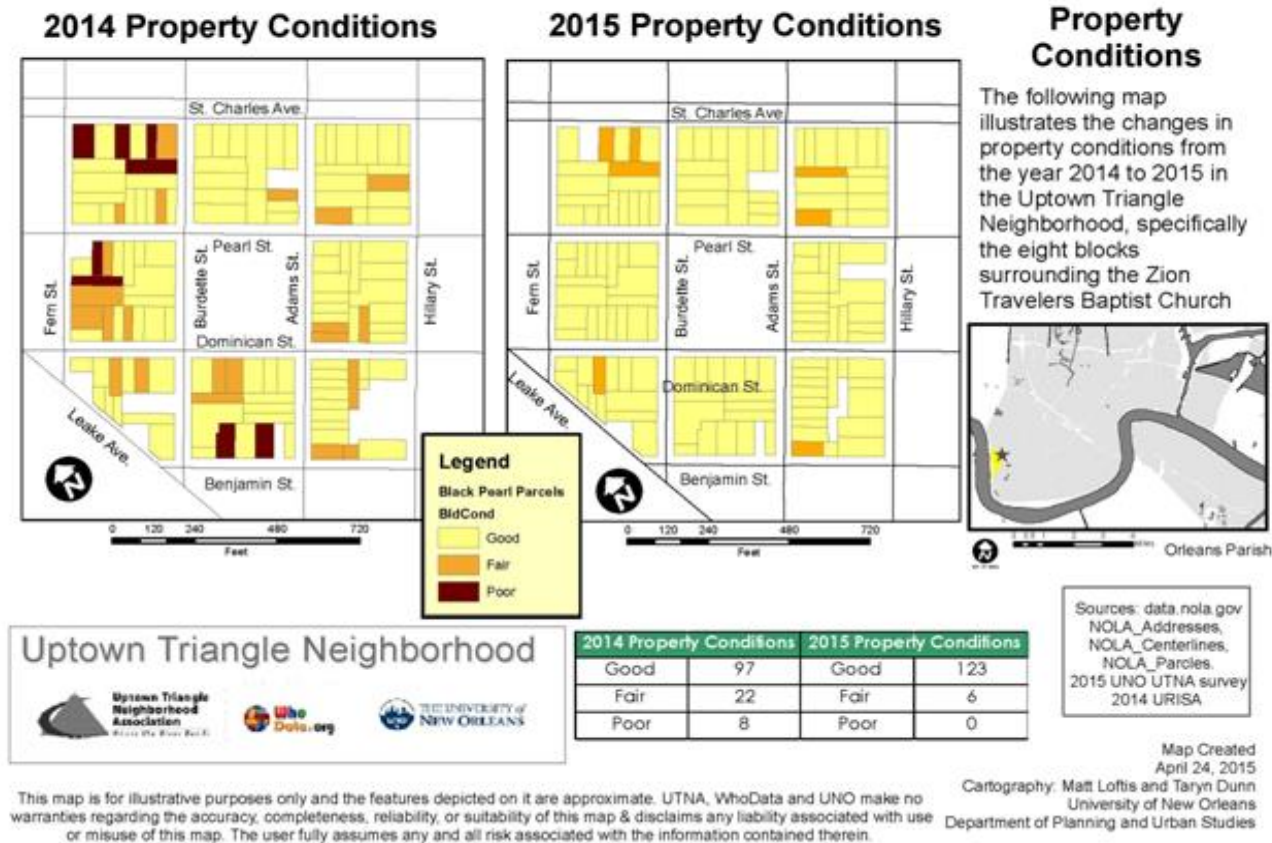 2014 Property Conditions
St. Charles Ave.
Pearl St.
Fern St.
Burdette St.
Adams St.
Hillary St.
Dominican St.
Leake Ave.
Benjamin St.
N
0 120 240 480 720
Feet
2015 Property Conditions
St. Charles Ave.
Pearl St.
Fern St.
Burdette St.
Adams St.
Hillary St.
Dominican St.
Leake Ave.
Benjamin St.
N
0 120 240 480 720
Feet
Legend
Black Pearl Parcels
BldCond
Good
Fair
Poor
Property
Conditions
The following map
illustrates the changes in
property conditions from
the year 2014 to 2015 in
the Uptown Triangle
Neighborhood, specifically
the eight blocks
surrounding the Zion
Travelers Baptist Church
Orleans Parish
Uptown Triangle Neighborhood
Uptown Triangle
Neighborhood
Association
Who
Data.org
THE UNIVERSITY of
NEW ORLEANS
2014 Property Conditions 2015 Property Conditions
Good 97 Good 123
Fair 22 Fair 6
Poor 8 Poor 0
Sources: data.nola.gov
NOLA_Addresses,
NOLA_Centerlines,
NOLA_Parcles.
2015 UNO UTNA survey
2014 URISA
Map Created
April 24, 2015
Cartography: Matt Loftis and Taryn Dunn
University of New Orleans
Department of Planning and Urban Studies
This map is for illustrative purposes only and the features depicted on it are approximate. UTNA, WhoData and UNO make no
warranties regarding the accuracy, completeness, reliability, or suitability of this map & disclaims any liability associated with use
or misuse of this map. The user fully assumes any and all risk associated with the information contained therein.